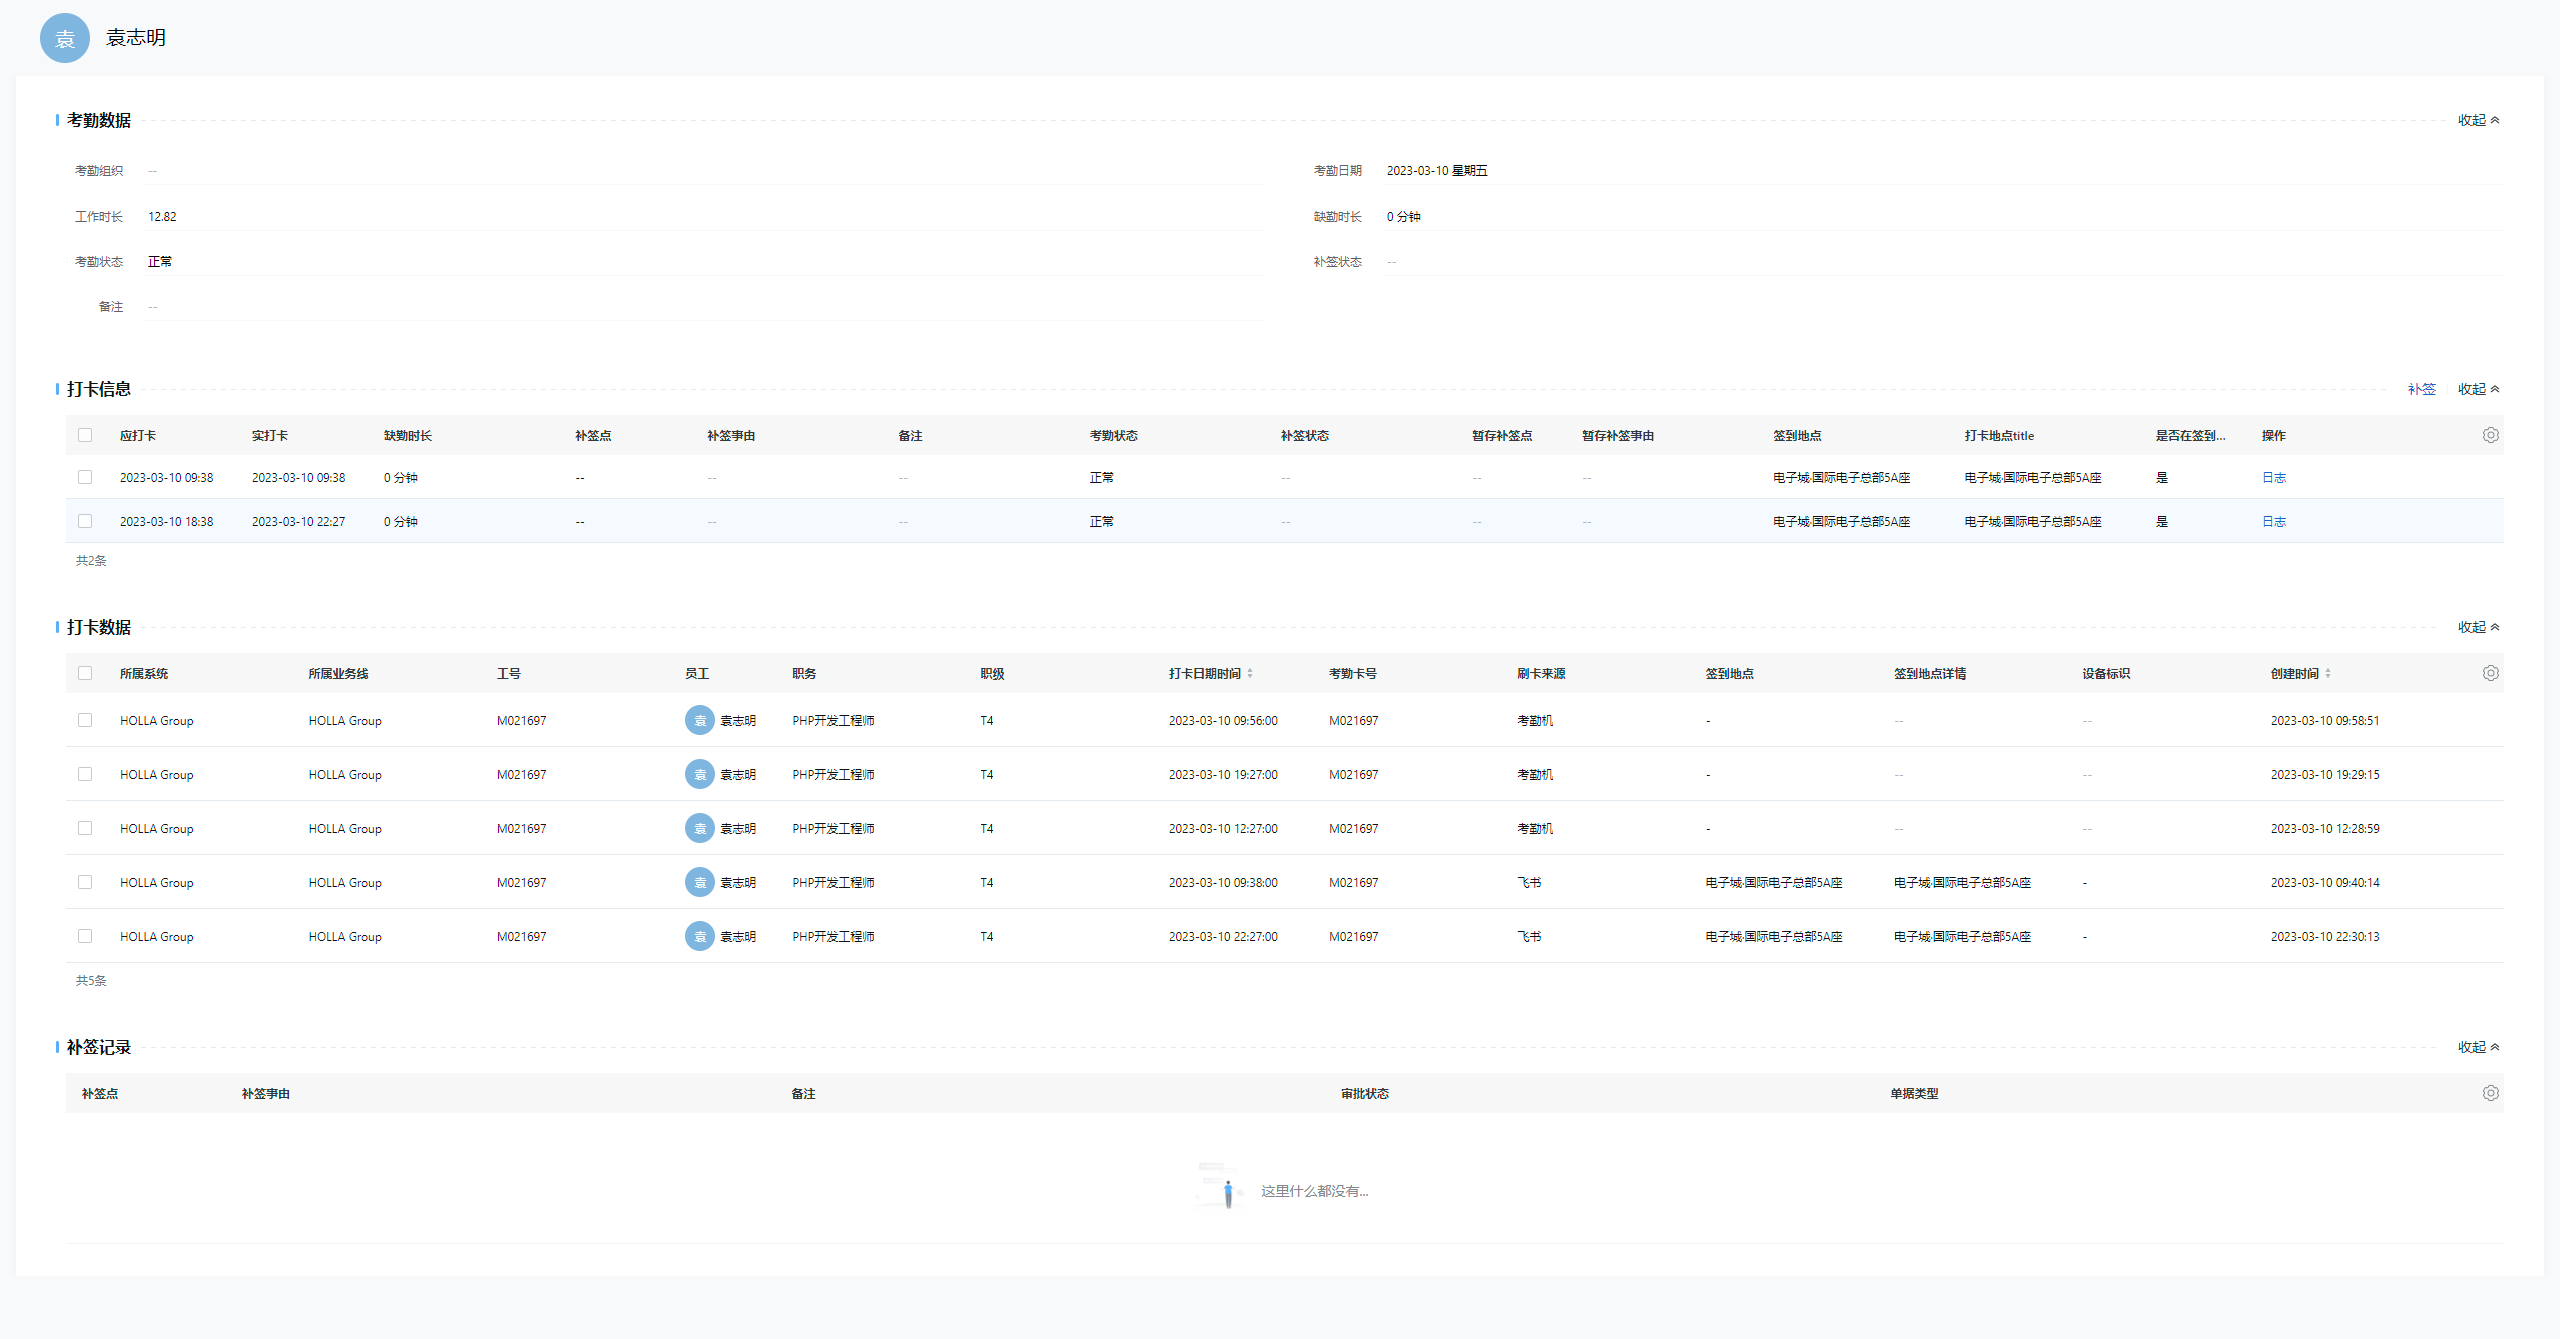 袁 袁志明
考勤数据 收起
考勤组织 -- 考勤日期 2023-03-10 星期五
工作时长 12.82 缺勤时长 0 分钟
考勤状态 正常 补签状态 --
备注 --
打卡信息 补签 收起
应打卡 实打卡 缺勤时长 补签点 补签事由 备注 考勤状态 补签状态 暂存补签点 暂存补签事由 签到地点 打卡地点title 是否在签到... 操作
2023-03-10 09:38 2023-03-10 09:38 0 分钟 -- -- -- 正常 -- -- -- 电子城·国际电子总部5A座 电子城·国际电子总部5A座 是 日志
2023-03-10 18:38 2023-03-10 22:27 0 分钟 -- -- -- 正常 -- -- -- 电子城·国际电子总部5A座 电子城·国际电子总部5A座 是 日志
共2条
打卡数据 收起
所属系统 所属业务线 工号 员工 职务 职级 打卡日期时间 考勤卡号 刷卡来源 签到地点 签到地点详情 设备标识 创建时间
HOLLA Group HOLLA Group M021697 袁 袁志明 PHP开发工程师 T4 2023-03-10 09:56:00 M021697 考勤机 - -- -- 2023-03-10 09:58:51
HOLLA Group HOLLA Group M021697 袁 袁志明 PHP开发工程师 T4 2023-03-10 19:27:00 M021697 考勤机 - -- -- 2023-03-10 19:29:15
HOLLA Group HOLLA Group M021697 袁 袁志明 PHP开发工程师 T4 2023-03-10 12:27:00 M021697 考勤机 - -- -- 2023-03-10 12:28:59
HOLLA Group HOLLA Group M021697 袁 袁志明 PHP开发工程师 T4 2023-03-10 09:38:00 M021697 飞书 电子城·国际电子总部5A座 电子城·国际电子总部5A座 - 2023-03-10 09:40:14
HOLLA Group HOLLA Group M021697 袁 袁志明 PHP开发工程师 T4 2023-03-10 22:27:00 M021697 飞书 电子城·国际电子总部5A座 电子城·国际电子总部5A座 - 2023-03-10 22:30:13
共5条
补签记录 收起
补签点 补签事由 备注 审批状态 单据类型
这里什么都没有...